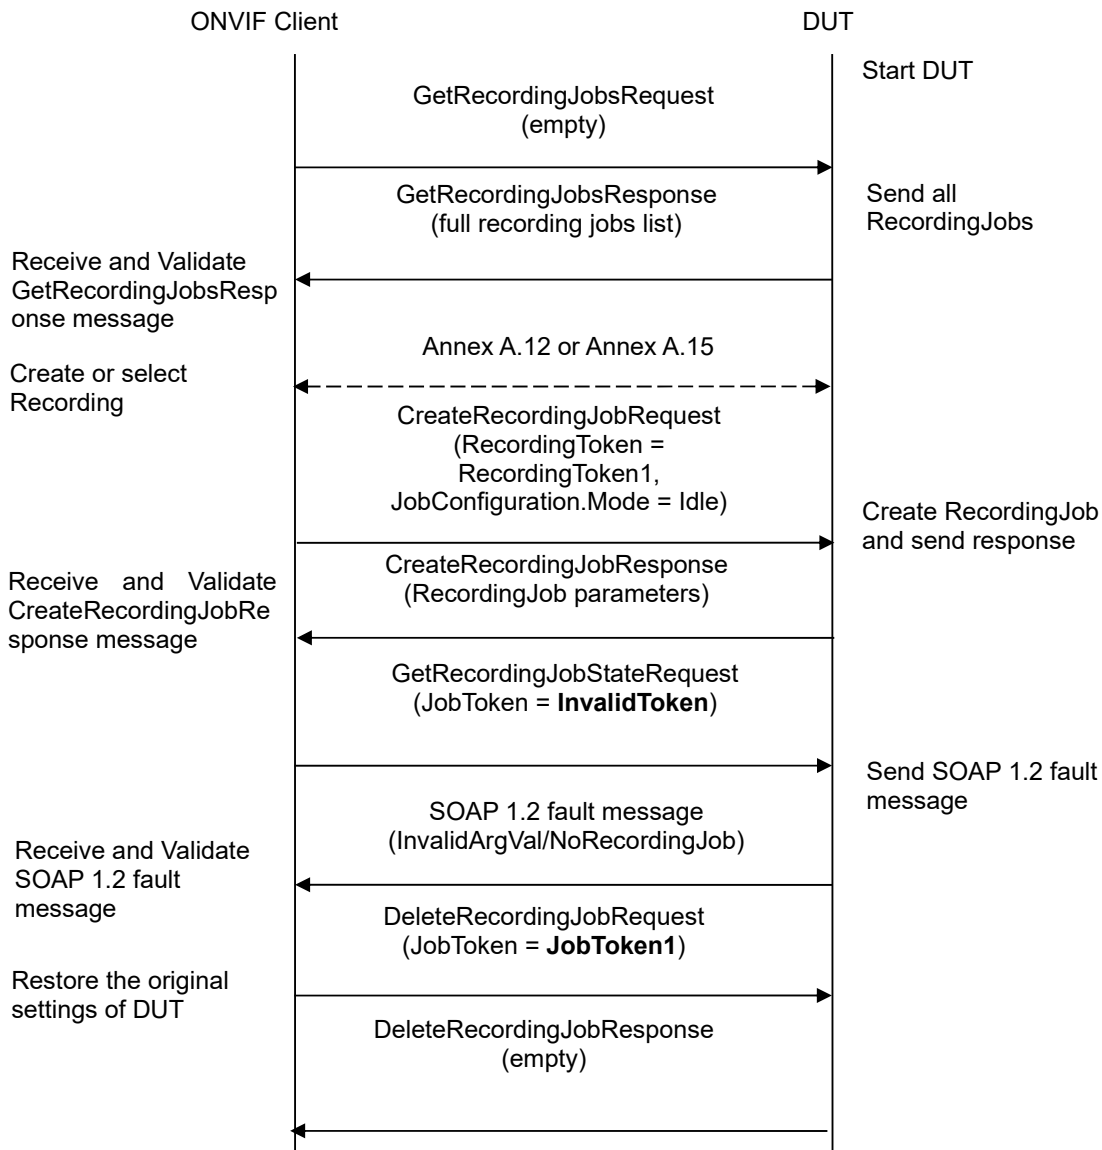 ONVIF Client
DUT
Start DUT
GetRecordingJobsRequest
(empty)
GetRecordingJobsResponse
(full recording jobs list)
Send all
RecordingJobs
Receive and Validate
GetRecordingJobsResp
onse message
Annex A.12 or Annex A.15
Create or select
Recording
CreateRecordingJobRequest
(RecordingToken =
RecordingToken1,
JobConfiguration.Mode = Idle)
Create RecordingJob
and send response
CreateRecordingJobResponse
(RecordingJob parameters)
Receive and Validate
CreateRecordingJobRe
sponse message
GetRecordingJobStateRequest
(JobToken = InvalidToken)
Send SOAP 1.2 fault
message
SOAP 1.2 fault message
(InvalidArgVal/NoRecordingJob)
Receive and Validate
SOAP 1.2 fault
message
DeleteRecordingJobRequest
(JobToken = JobToken1)
Restore the original
settings of DUT
DeleteRecordingJobResponse
(empty)